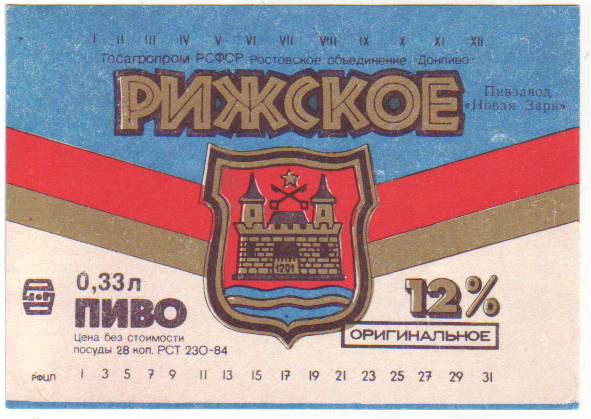 I II III IV V VI VII VIII IX X XI XII
Госагропром РСФСР Ростовское объединение „Донпиво“
РИЖСКОЕ
Пивзавод
«Новая Заря»
1201
0,33 л
ПИВО
Цена без стоимости
посуды 28 коп. РСТ 230-84
12%
ОРИГИНАЛЬНОЕ
РФЦП 1 3 5 7 9 11 13 15 17 19 21 23 25 27 29 31